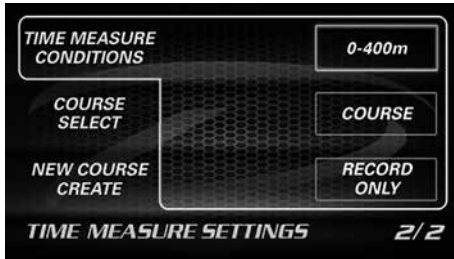 TIME MEASURE
CONDITIONS
0-400m
COURSE
SELECT
COURSE
NEW COURSE
CREATE
RECORD
ONLY
TIME MEASURE SETTINGS 2/2